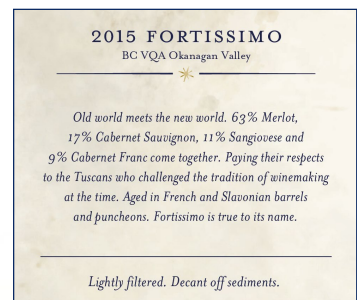 2015 FORTISSIMO
BC VQA Okanagan Valley
Old world meets the new world. 63% Merlot,
17% Cabernet Sauvignon, 11% Sangiovese and
9% Cabernet Franc come together. Paying their respects
to the Tuscans who challenged the tradition of winemaking
at the time. Aged in French and Slavonian barrels
and puncheons. Fortissimo is true to its name.
Lightly filtered. Decant off sediments.